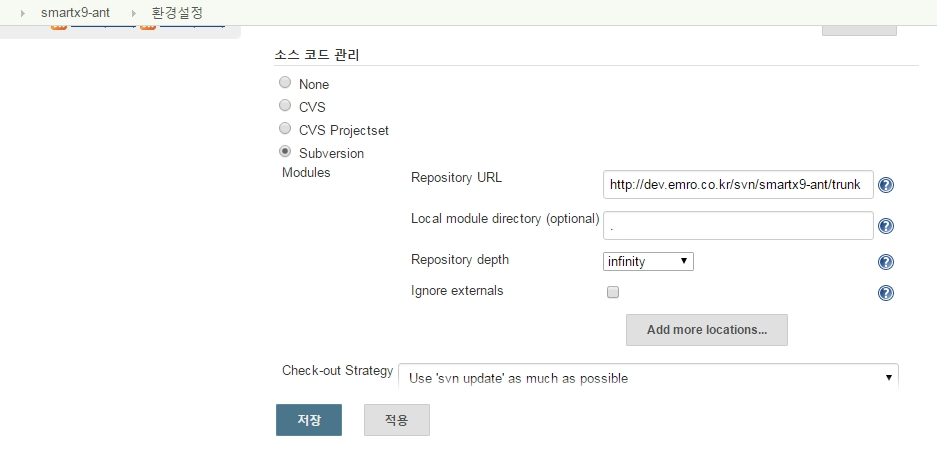 smartx9-ant 환경설정
소스 코드 관리
None
CVS
CVS Projectset
Subversion
Modules
Repository URL
http://dev.emro.co.kr/svn/smartx9-ant/trunk
Local module directory (optional)
.
Repository depth
infinity
Ignore externals
Add more locations...
Check-out Strategy
Use 'svn update' as much as possible
저장 적용